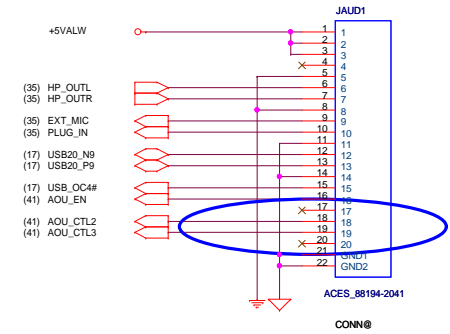 JAUD1
+5VALW
1 1
2 2
3 3
4 4
5 5
(35) HP_OUTL 6 6
(35) HP_OUTR 7 7
8 8
(35) EXT_MIC 9 9
(35) PLUG_IN 10 10
11 11
(17) USB20_N9 12 12
(17) USB20_P9 13 13
14 14
(17) USB_OC4# 15 15
(41) AOU_EN 16 16
17 17
(41) AOU_CTL2 18 18
(41) AOU_CTL3 19 19
20 20
21 GND1
22 GND2
ACES_88194-2041
CONN@